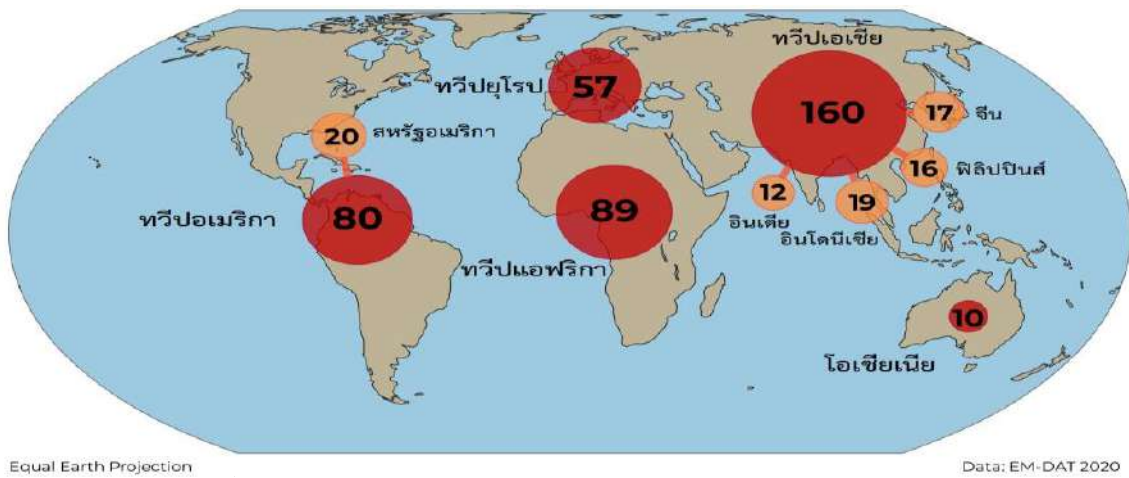 ทวีปเอเชีย
ทวีปยุโรป
57
160
17
จีน
20
สหรัฐอเมริกา
16
ฟิลิปปินส์
12
19
อินเดีย
อินโดนีเซีย
ทวีปอเมริกา
80
89
ทวีปแอฟริกา
10
โอเชียเนีย
Equal Earth Projection
Data: EM-DAT 2020